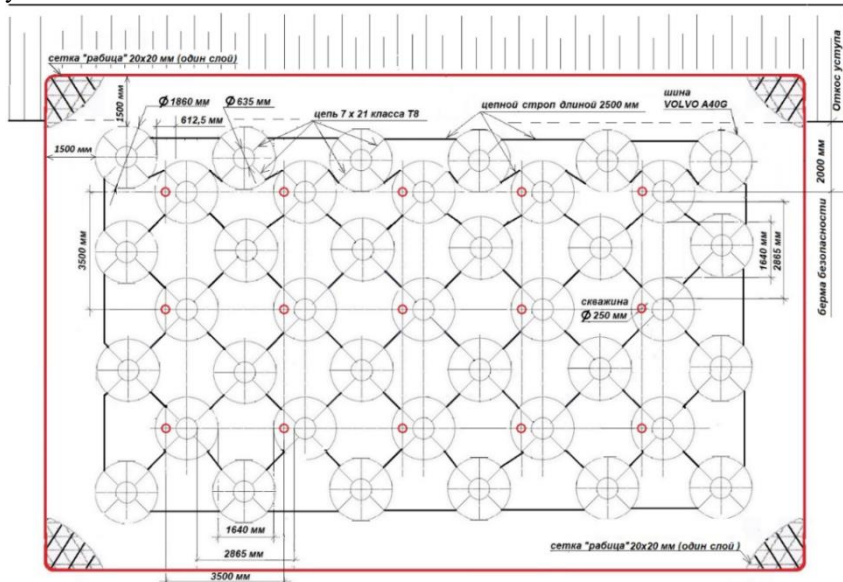 сетка "рабица" 20х20 мм (один слой)
Откос уступа
Ø 1860 мм
Ø 635 мм
цепь 7 х 21 класса Т8
цепной строп длиной 2500 мм
шина
VOLVO A40G
1500 мм
612,5 мм
1500 мм
2000 мм
3500 мм
1640 мм
2865 мм
берма безопасности
скважина
Ø 250 мм
1640 мм
2865 мм
3500 мм
сетка "рабица" 20х20 мм (один слой )